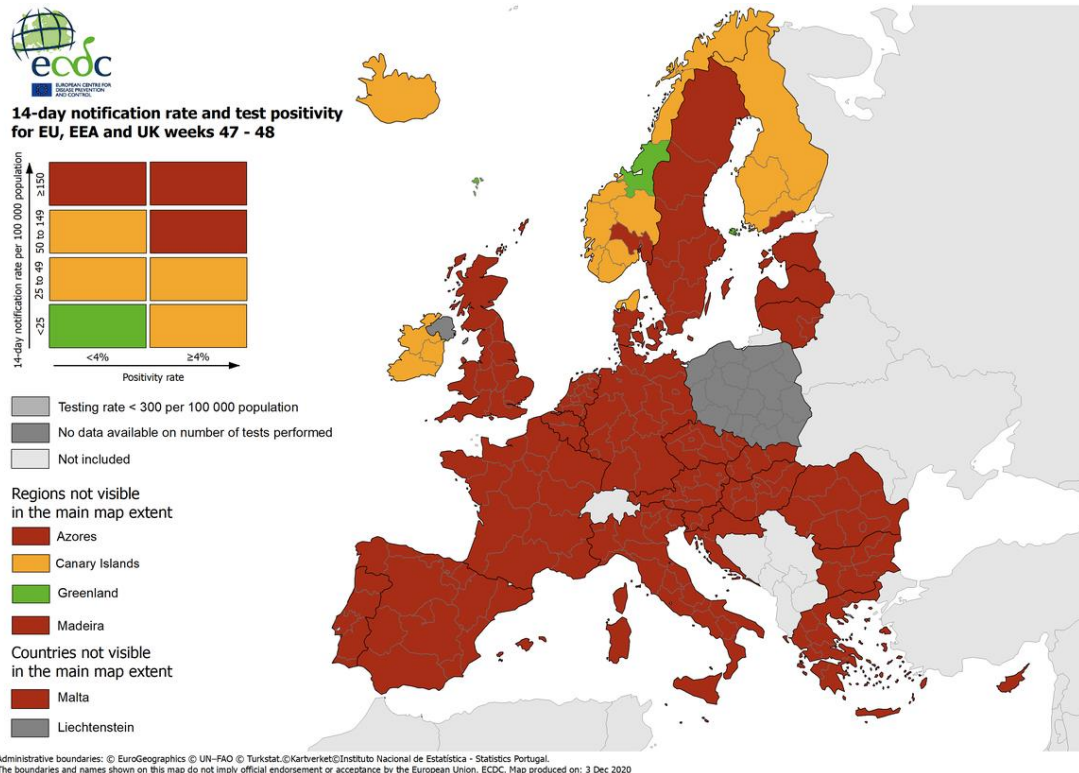 ecdc
EUROPEAN CENTRE FOR
DISEASE PREVENTION
AND CONTROL
14-day notification rate and test positivity
for EU, EEA and UK weeks 47 - 48
14-day notification rate per 100 000 population
≥150
50 to 149
25 to 49
<25
<4%
≥4%
Positivity rate
Testing rate < 300 per 100 000 population
No data available on number of tests performed
Not included
Regions not visible
in the main map extent
Azores
Canary Islands
Greenland
Madeira
Countries not visible
in the main map extent
Malta
Liechtenstein
Administrative boundaries: © EuroGeographics © UN–FAO © Turkstat.©Kartverket©Instituto Nacional de Estatística - Statistics Portugal.
The boundaries and names shown on this map do not imply official endorsement or acceptance by the European Union. ECDC. Map produced on: 3 Dec 2020